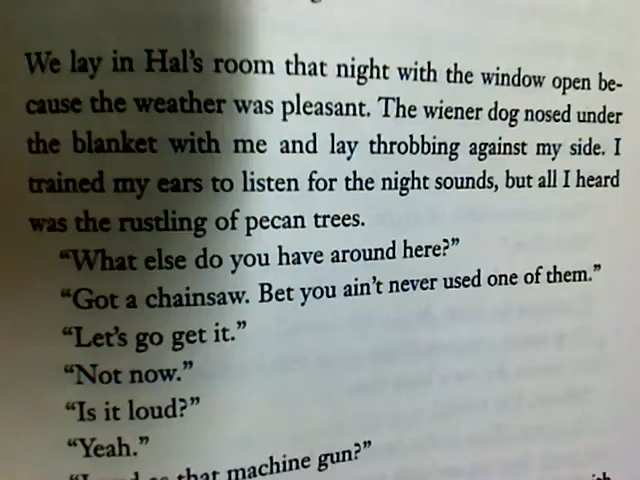 We lay in Hal's room that night with the window open be-
cause the weather was pleasant. The wiener dog nosed under
the blanket with me and lay throbbing against my side. I
trained my ears to listen for the night sounds, but all I heard
was the rustling of pecan trees.
“What else do you have around here?”
“Got a chainsaw. Bet you ain't never used one of them.”
“Let's go get it.”
“Not now.”
“Is it loud?”
“Yeah.”
that machine gun?”